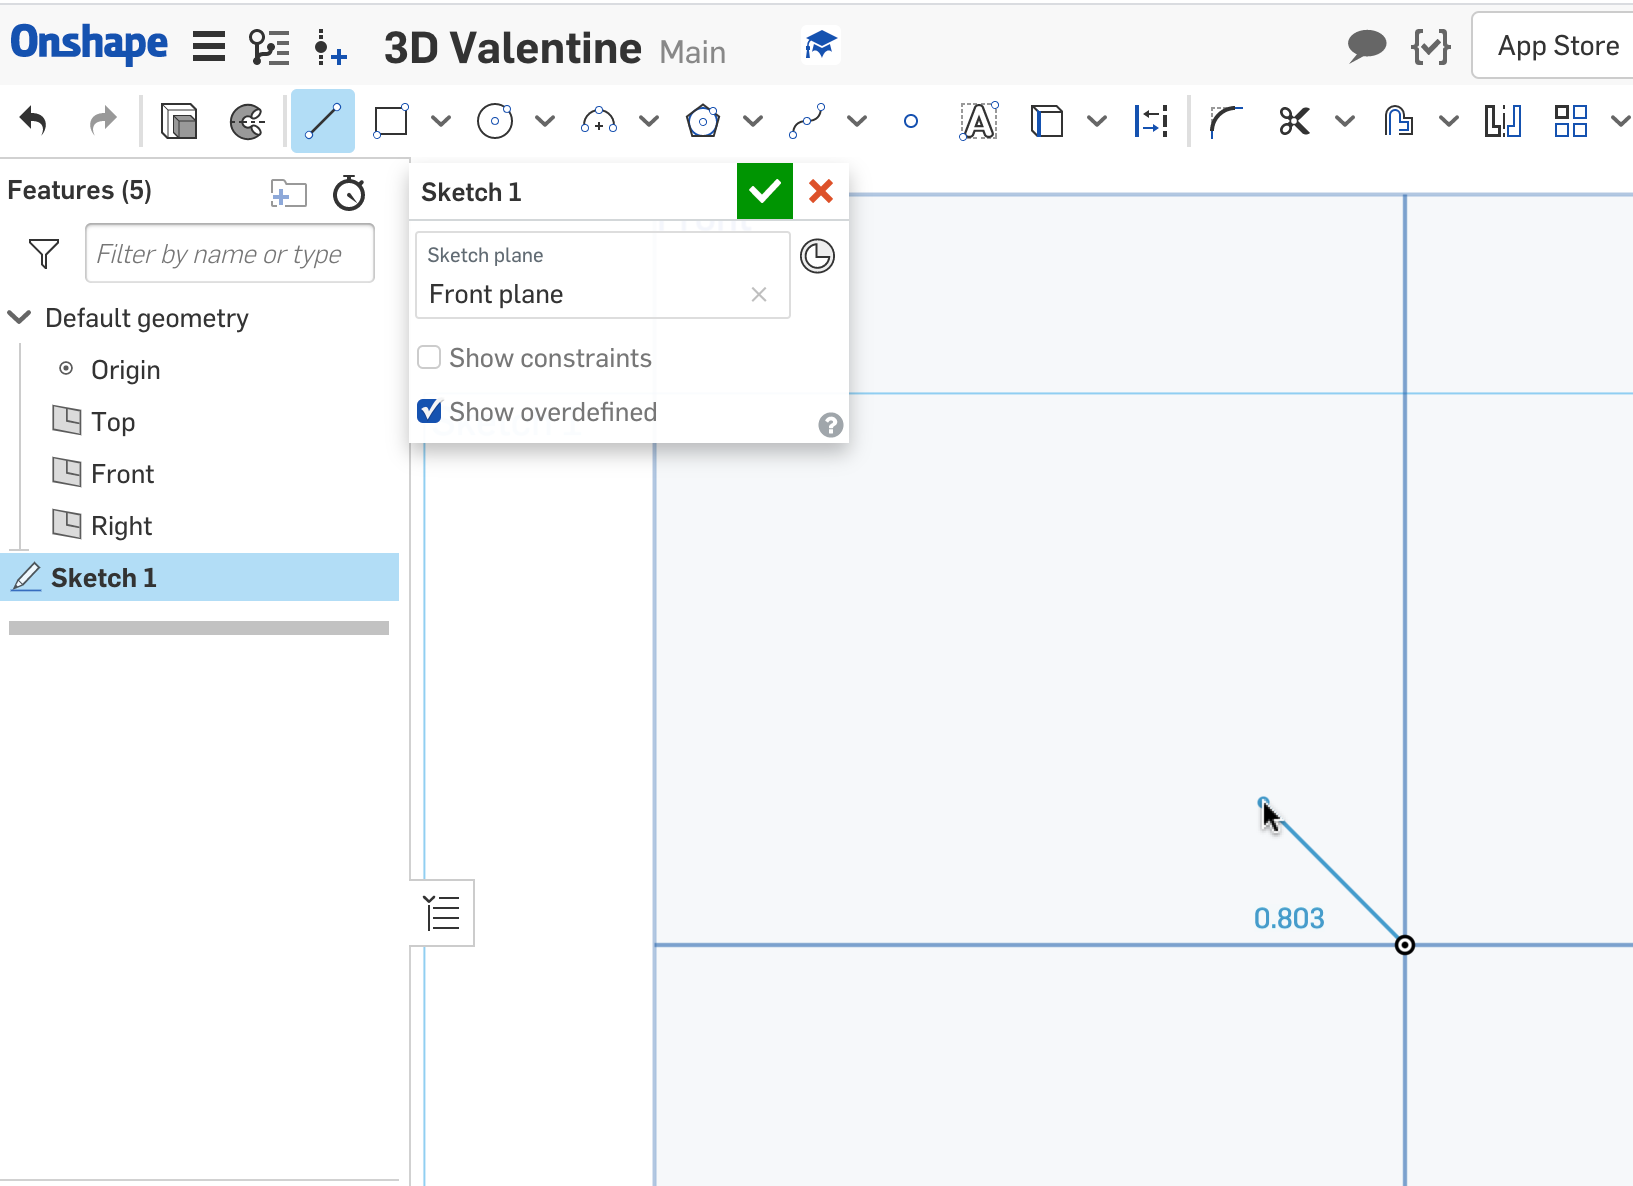 Onshape 3D Valentine Main App Store
Features (5)
Filter by name or type
Default geometry
Origin
Top
Front
Right
Sketch 1
Sketch 1
Front
Sketch plane
Front plane
Show constraints
Show overdefined
?
0.803